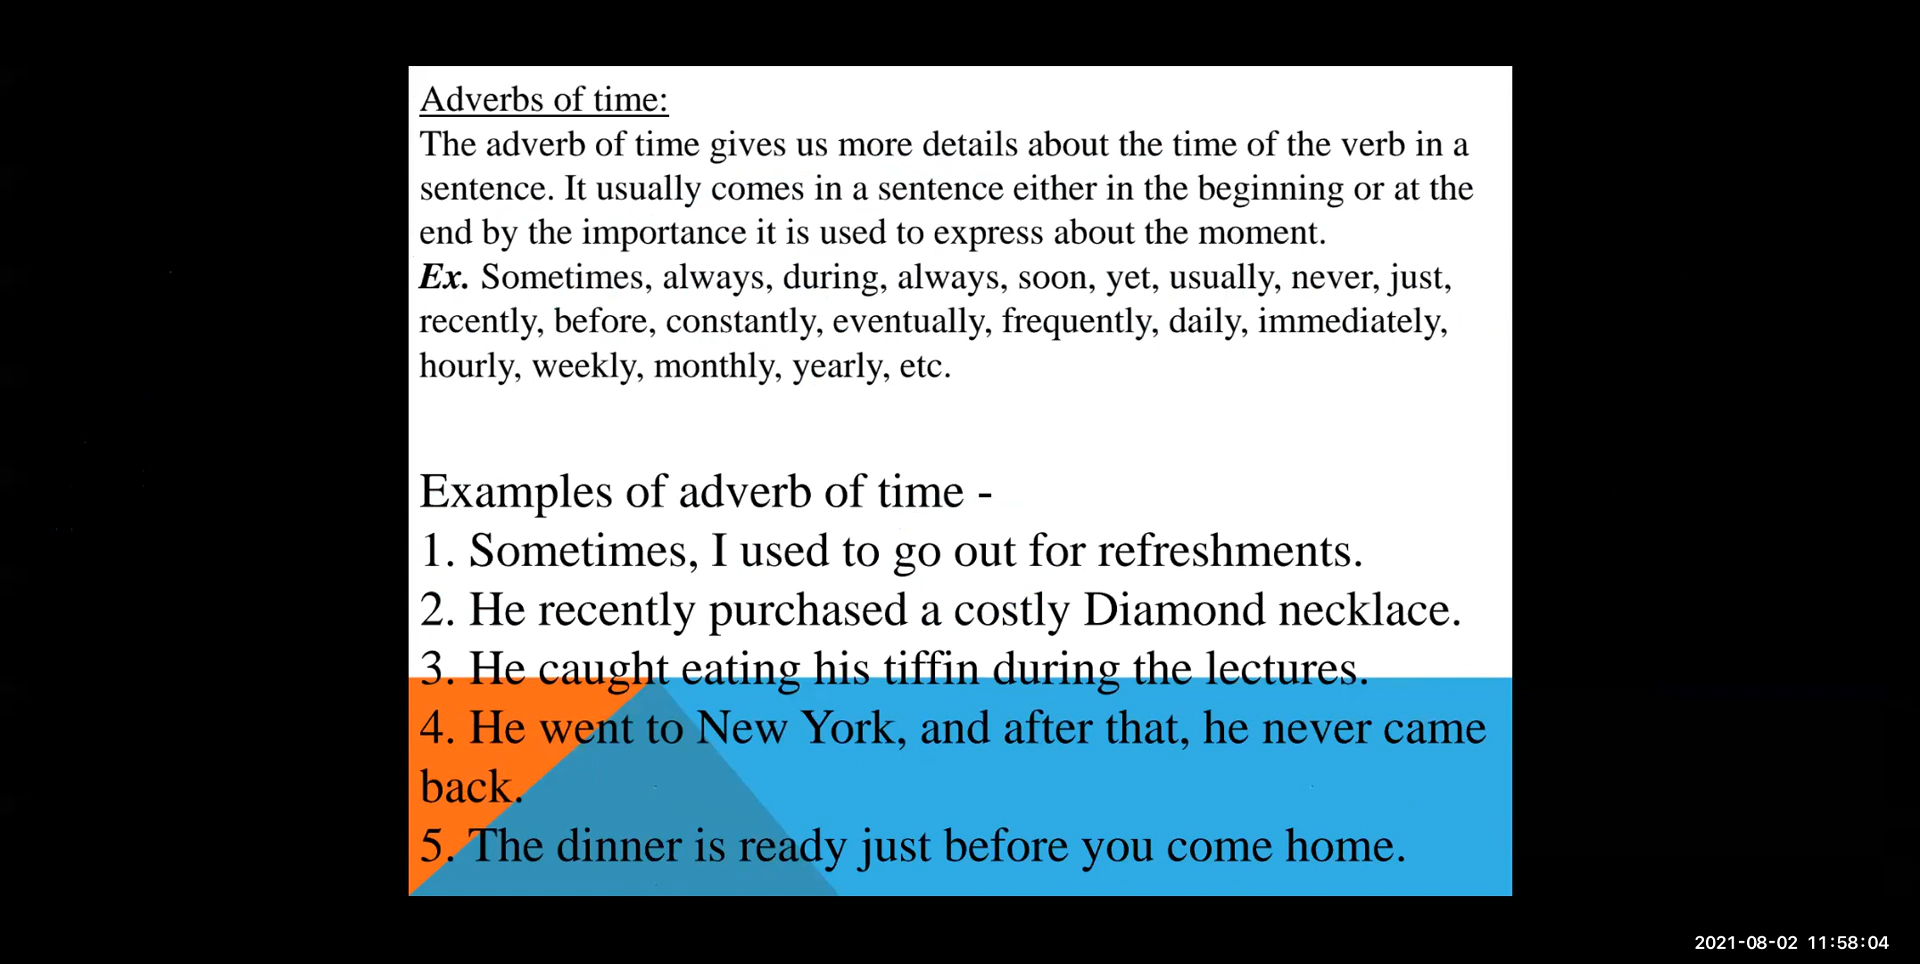 Adverbs of time:
The adverb of time gives us more details about the time of the verb in a
sentence. It usually comes in a sentence either in the beginning or at the
end by the importance it is used to express about the moment.
Ex. Sometimes, always, during, always, soon, yet, usually, never, just,
recently, before, constantly, eventually, frequently, daily, immediately,
hourly, weekly, monthly, yearly, etc.
Examples of adverb of time -
1. Sometimes, I used to go out for refreshments.
2. He recently purchased a costly Diamond necklace.
3. He caught eating his tiffin during the lectures.
4. He went to New York, and after that, he never came
back.
5. The dinner is ready just before you come home.
2021-08-02 11:58:04